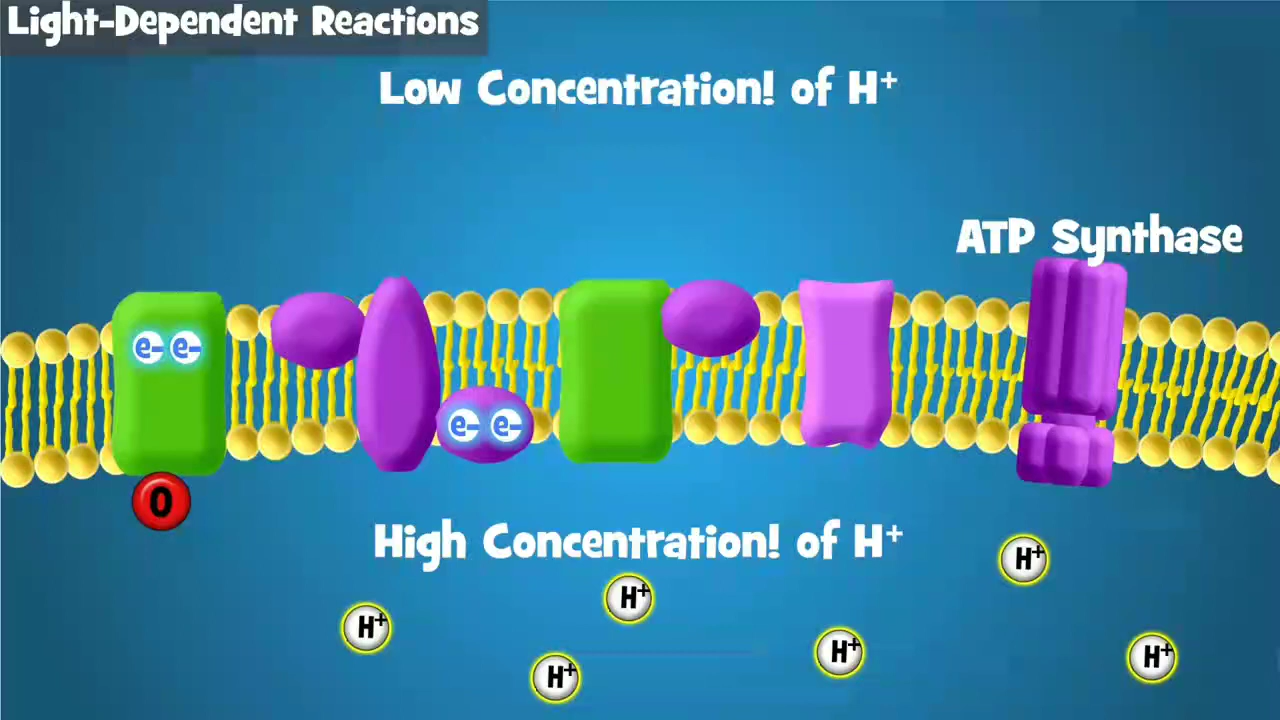 Light-Dependent Reactions
Low Concentration! of H⁺
ATP Synthase
e- e-
e- e-
O
High Concentration! of H⁺
H⁺
H⁺
H⁺
H⁺
H⁺
H⁺